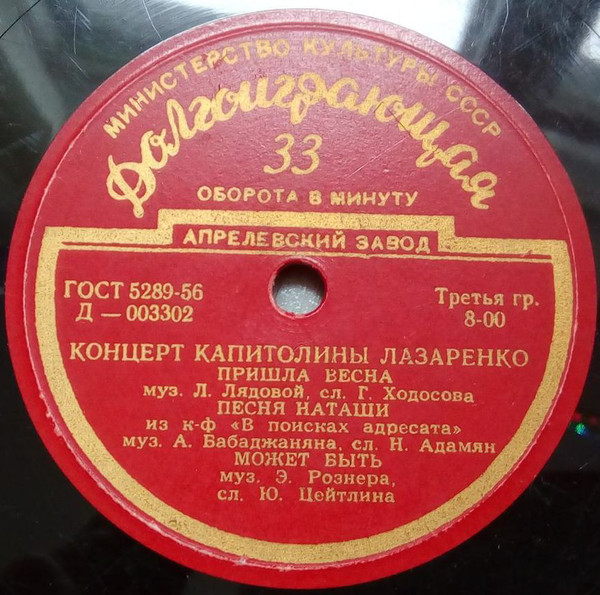 МИНИСТЕРСТВО КУЛЬТУРЫ СССР
Долгоиграющая
33
ОБОРОТА В МИНУТУ
АПРЕЛЕВСКИЙ ЗАВОД
ГОСТ 5289-56
Д — 003302
Третья гр.
8-00
КОНЦЕРТ КАПИТОЛИНЫ ЛАЗАРЕНКО
ПРИШЛА ВЕСНА
муз. Л. Лядовой, сл. Г. Ходосова
ПЕСНЯ НАТАШИ
из к-ф «В поисках адресата»
муз. А. Бабаджаняна, сл. Н. Адамян
МОЖЕТ БЫТЬ
муз. Э. Рознера,
сл. Ю. Цейтлина